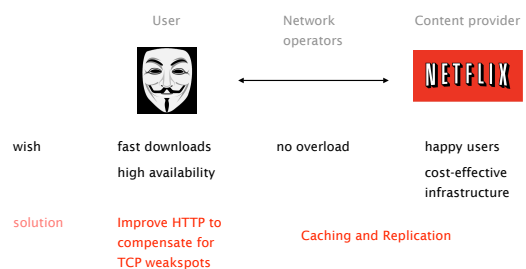 User
Network
operators
Content provider
NETFLIX
wish
fast downloads
high availability
no overload
happy users
cost-effective
infrastructure
solution
Improve HTTP to
compensate for
TCP weakspots
Caching and Replication